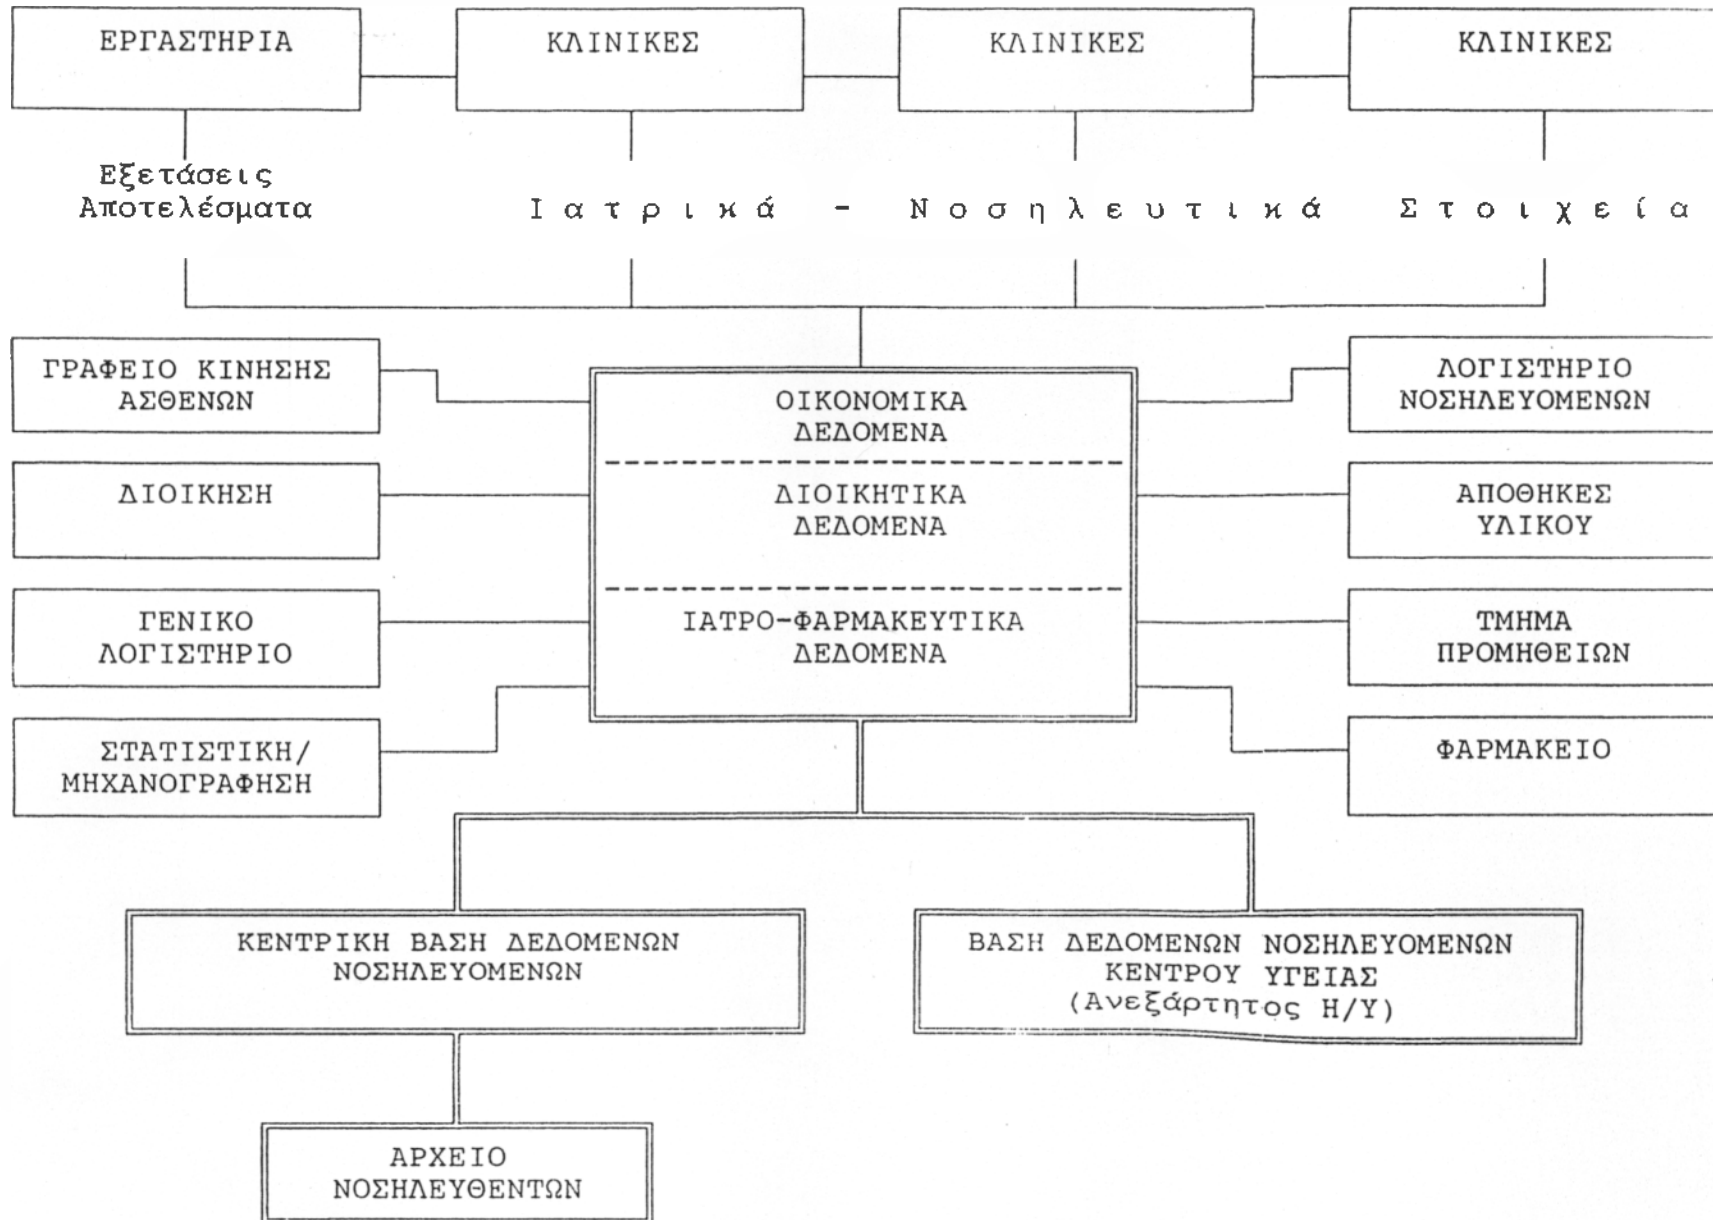 ΕΡΓΑΣΤΗΡΙΑ
ΚΛΙΝΙΚΕΣ
ΚΛΙΝΙΚΕΣ
ΚΛΙΝΙΚΕΣ
Εξετάσεις
Αποτελέσματα
Ιατρικά - Νοσηλευτικά Στοιχεία
ΓΡΑΦΕΙΟ ΚΙΝΗΣΗΣ
ΑΣΘΕΝΩΝ
ΔΙΟΙΚΗΣΗ
ΓΕΝΙΚΟ
ΛΟΓΙΣΤΗΡΙΟ
ΣΤΑΤΙΣΤΙΚΗ/
ΜΗΧΑΝΟΓΡΑΦΗΣΗ
ΟΙΚΟΝΟΜΙΚΑ
ΔΕΔΟΜΕΝΑ
ΔΙΟΙΚΗΤΙΚΑ
ΔΕΔΟΜΕΝΑ
ΙΑΤΡΟ-ΦΑΡΜΑΚΕΥΤΙΚΑ
ΔΕΔΟΜΕΝΑ
ΛΟΓΙΣΤΗΡΙΟ
ΝΟΣΗΛΕΥΟΜΕΝΩΝ
ΑΠΟΘΗΚΕΣ
ΥΛΙΚΟΥ
ΤΜΗΜΑ
ΠΡΟΜΗΘΕΙΩΝ
ΦΑΡΜΑΚΕΙΟ
ΚΕΝΤΡΙΚΗ ΒΑΣΗ ΔΕΔΟΜΕΝΩΝ
ΝΟΣΗΛΕΥΟΜΕΝΩΝ
ΒΑΣΗ ΔΕΔΟΜΕΝΩΝ ΝΟΣΗΛΕΥΟΜΕΝΩΝ
ΚΕΝΤΡΟΥ ΥΓΕΙΑΣ
(Ανεξάρτητος Η/Υ)
ΑΡΧΕΙΟ
ΝΟΣΗΛΕΥΘΕΝΤΩΝ